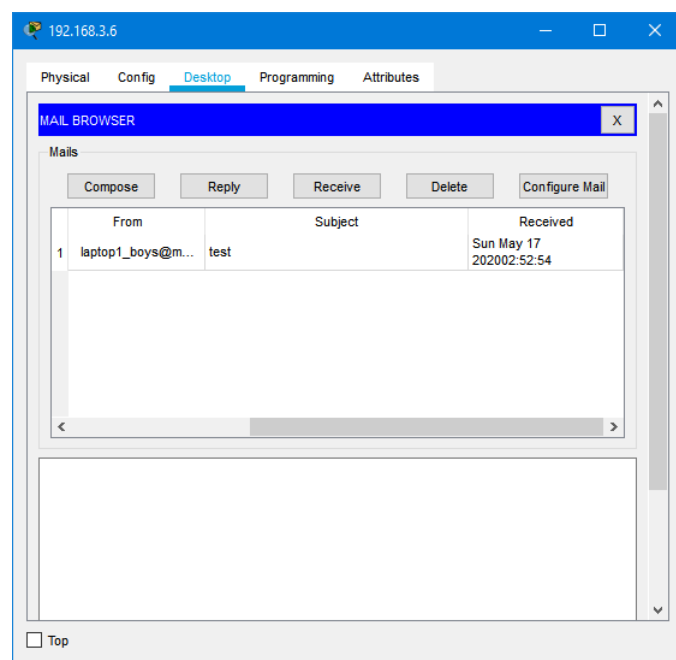 192.168.3.6
Physical Config Desktop Programming Attributes
MAIL BROWSER X
Mails
Compose Reply Receive Delete Configure Mail
From Subject Received
1 laptop1_boys@m... test Sun May 17
202002:52:54
Top